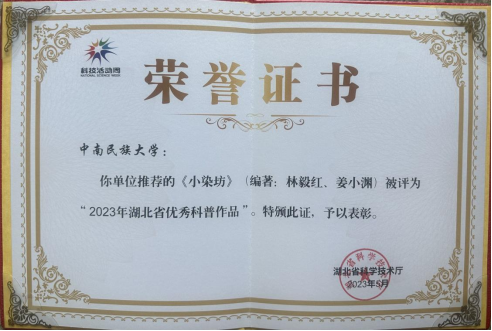 科技活动周
NATIONAL SCIENCE WEEK
荣誉证书
中南民族大学：
你单位推荐的《小染坊》（编著：林毅红、姜小渊）被评为
“2023年湖北省优秀科普作品”。特颁此证，予以表彰。
湖北省科学技术厅
2023年5月